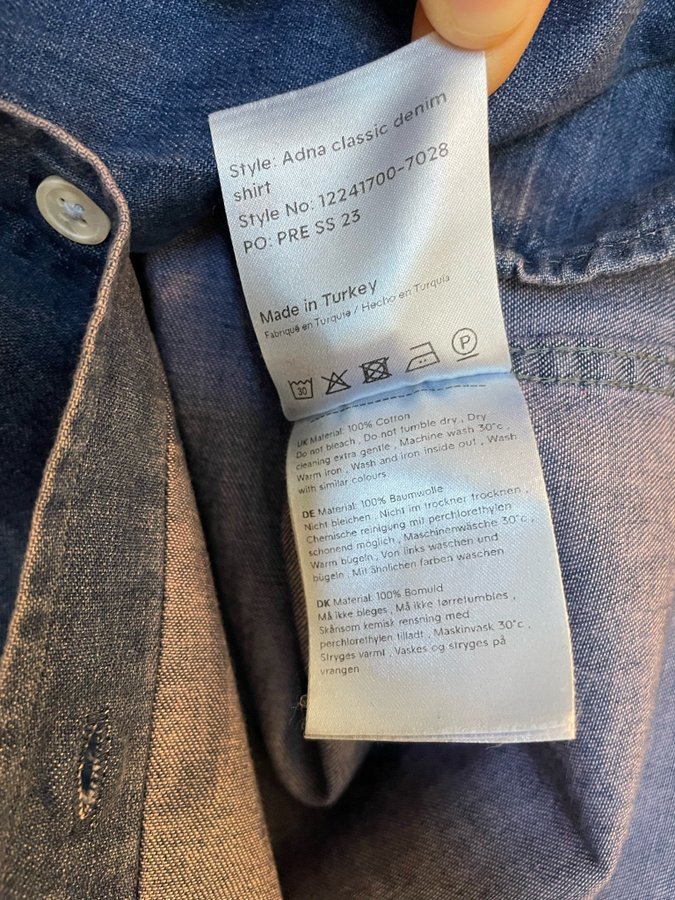 Style: Adna classic denim
shirt
Style No: 12241700-7028
PO: PRE SS 23
Made in Turkey
Fabriqué en Turquie / Hecho en Turquia
30
P
UK Material: 100% Cotton
Do not bleach , Do not tumble dry , Dry
cleaning extra gentle , Machine wash 30°c ,
Warm iron , Wash and iron inside out , Wash
with similar colours
DE Material: 100% Baumwolle
Nicht bleichen , Nicht im trockner trocknen ,
Chemische reinigung mit perchlorethylen
schonend möglich , Maschinenwäsche 30°c ,
Warm bügeln , Von links waschen und
bügeln , Mit ähnlichen farben waschen
DK Material: 100% Bomuld
Må ikke bleges , Må ikke tørretumbles ,
Skånsom kemisk rensning med
perchlorethylen tilladt , Maskinvask 30°c ,
Stryges varmt , Vaskes og stryges på
vrangen